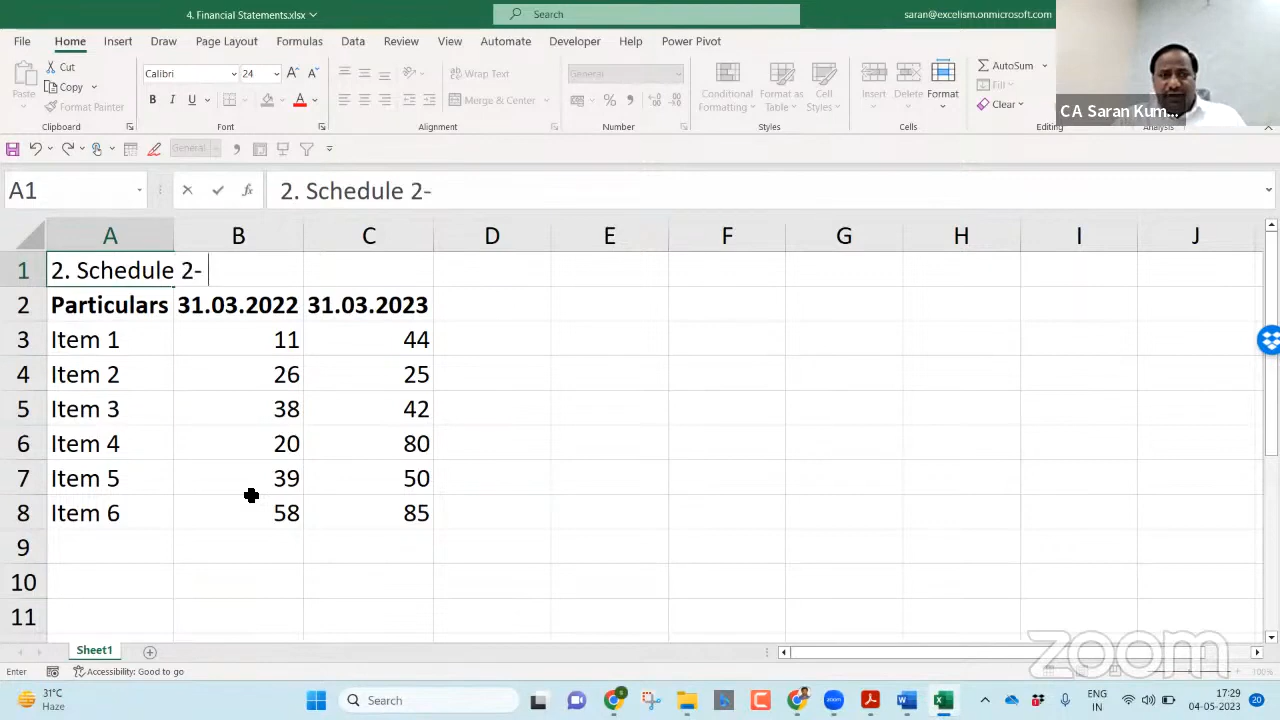 4. Financial Statements.xlsx
Search
saran@excelism.onmicrosoft.com
File Home Insert Draw Page Layout Formulas Data Review View Automate Developer Help Power Pivot
Paste
Cut
Copy
Format Painter
Clipboard
Calibri 24
B I U
Font
Wrap Text
Merge & Center
Alignment
General
Number
Conditional Formatting
Format as Table
Cell Styles
Styles
Insert Delete Format
Cells
AutoSum
Fill
Clear
Editing
Analysis
CA Saran Kum...
General
A1 fx 2. Schedule 2-
A B C D E F G H I J
1 2. Schedule 2-
2 Particulars 31.03.2022 31.03.2023
3 Item 1 11 44
4 Item 2 26 25
5 Item 3 38 42
6 Item 4 20 80
7 Item 5 39 50
8 Item 6 58 85
9
10
11
Sheet1
zoom
Enter Accessibility: Good to go 100%
31°C
Haze
Search
ENG
IN
17:29
04-05-2023
20